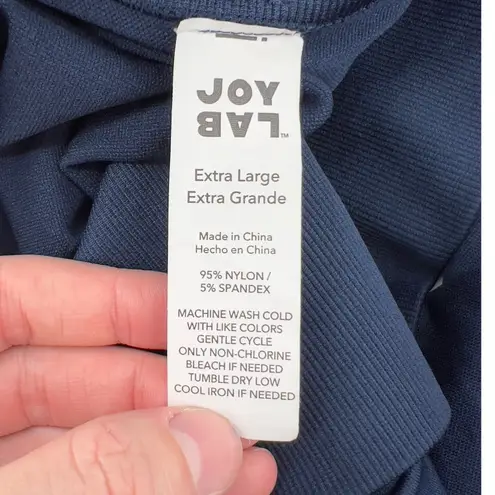 JOY
LAB™
Extra Large
Extra Grande
Made in China
Hecho en China
95% NYLON /
5% SPANDEX
MACHINE WASH COLD
WITH LIKE COLORS
GENTLE CYCLE
ONLY NON-CHLORINE
BLEACH IF NEEDED
TUMBLE DRY LOW
COOL IRON IF NEEDED